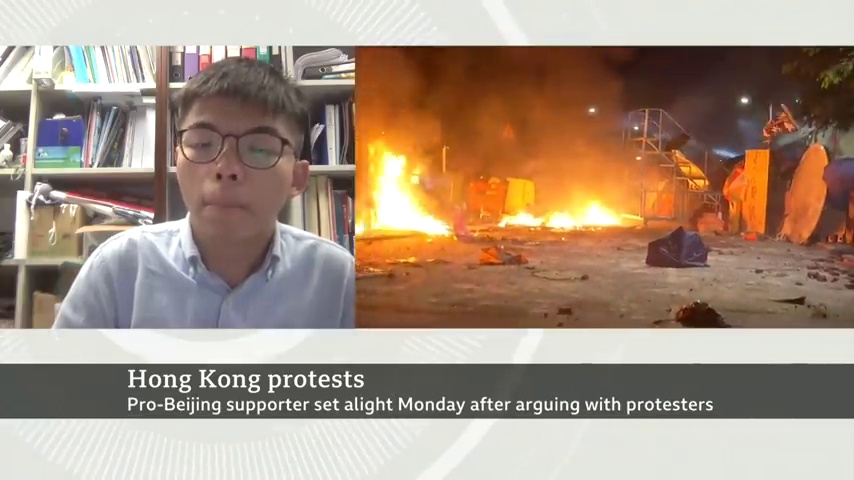 Hong Kong protests
Pro-Beijing supporter set alight Monday after arguing with protesters